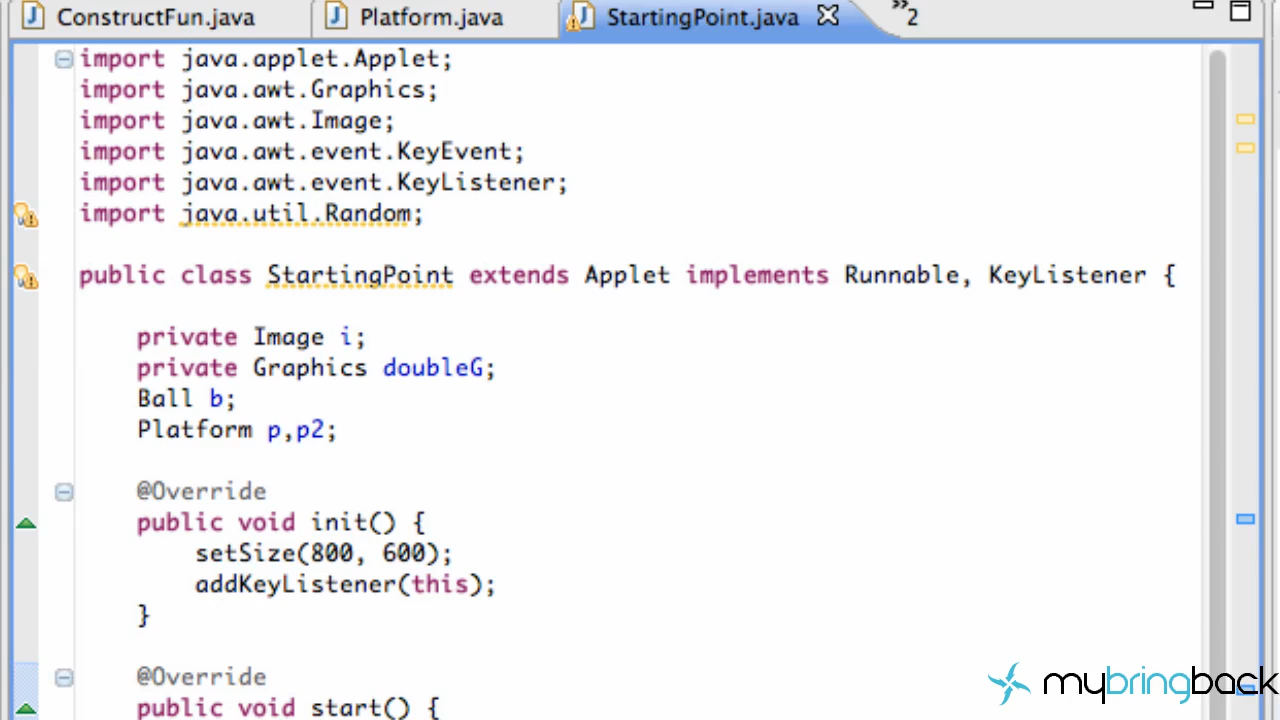 ConstructFun.java Platform.java StartingPoint.java »2
import java.applet.Applet;
import java.awt.Graphics;
import java.awt.Image;
import java.awt.event.KeyEvent;
import java.awt.event.KeyListener;
import java.util.Random;
public class StartingPoint extends Applet implements Runnable, KeyListener {
private Image i;
private Graphics doubleG;
Ball b;
Platform p,p2;
@Override
public void init() {
setSize(800, 600);
addKeyListener(this);
}
@Override
public void start() {
mybringback